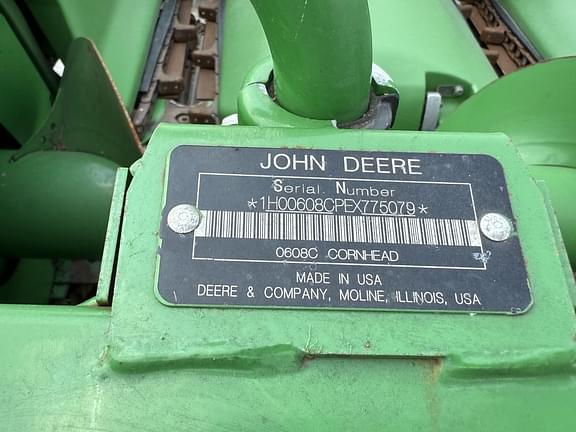 JOHN DEERE
Serial Number
*1H00608CPEX775079*
0608C CORNHEAD
MADE IN USA
DEERE & COMPANY, MOLINE, ILLINOIS, USA